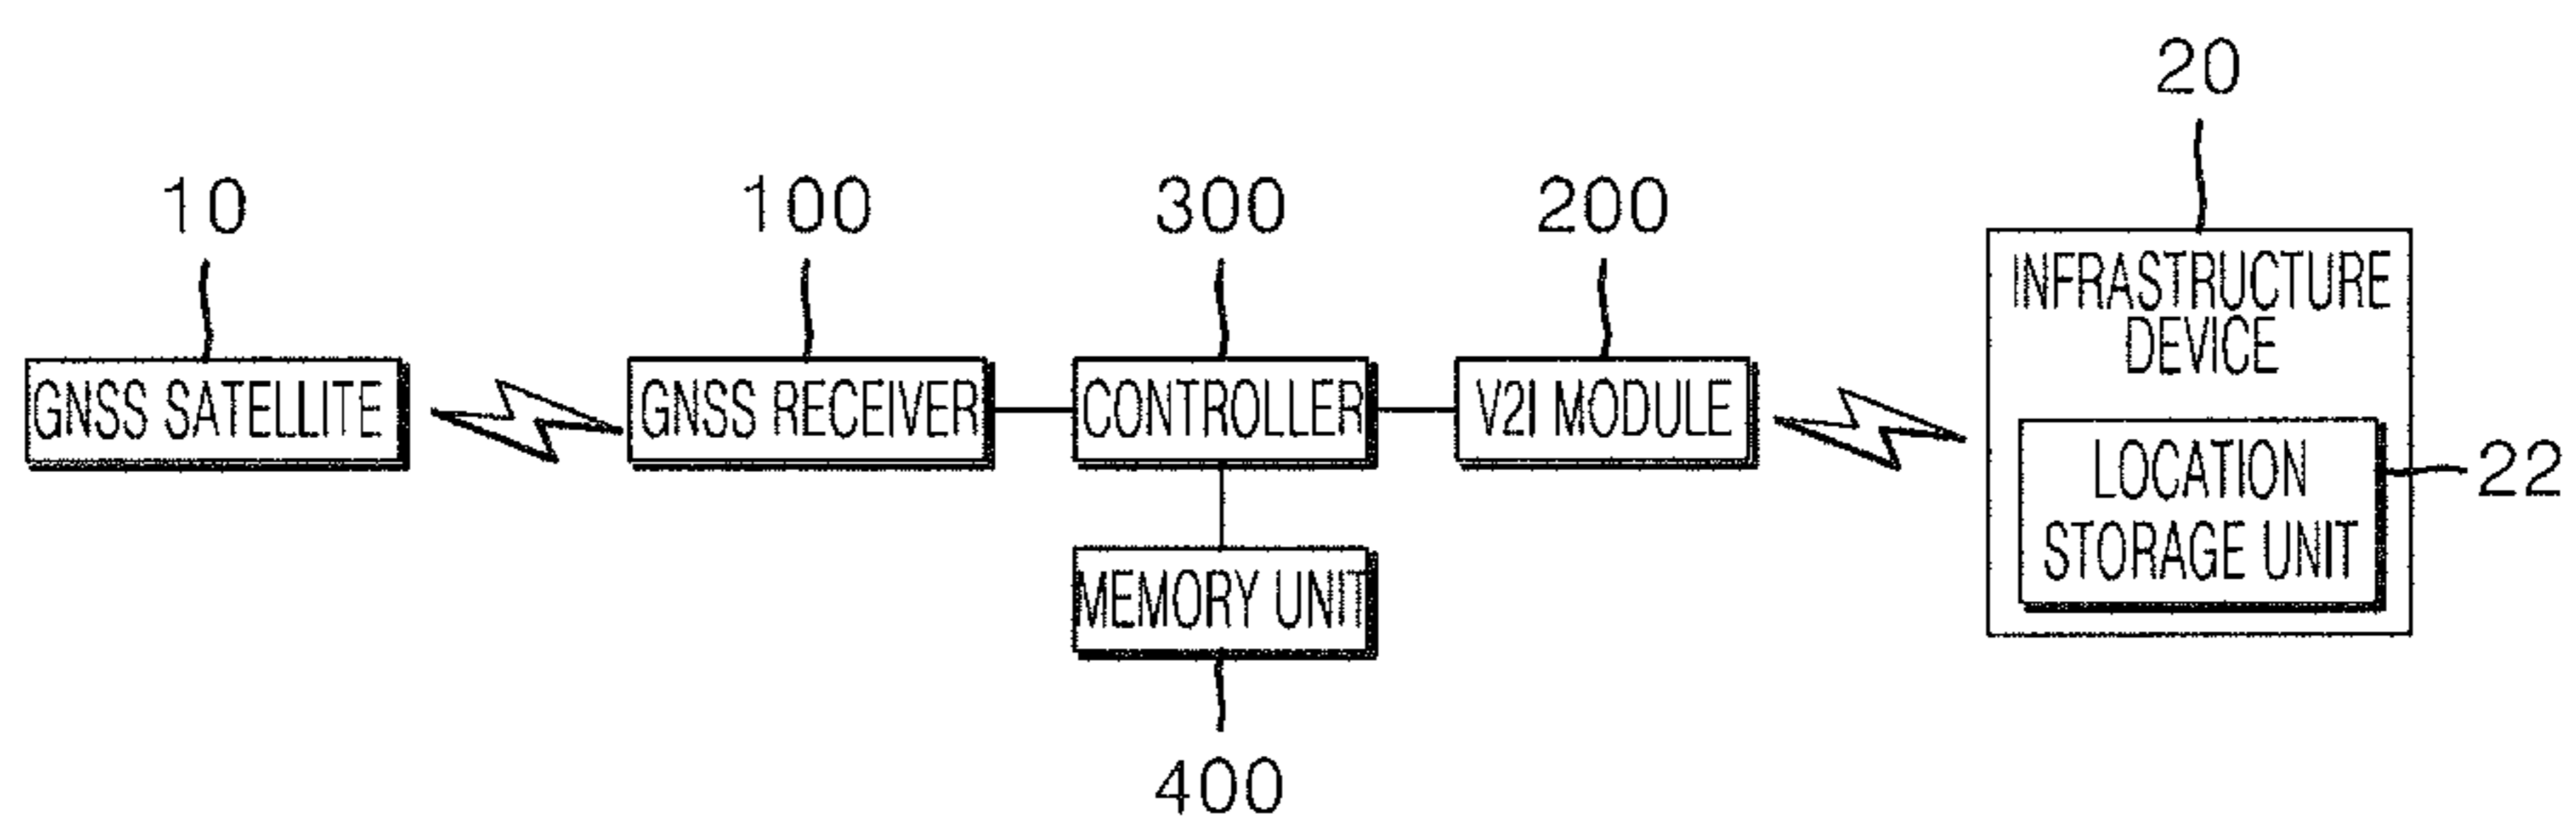 20
10
100
300
200
INFRASTRUCTURE
DEVICE
GNSS SATELLITE
GNSS RECEIVER
CONTROLLER
V2I MODULE
LOCATION
STORAGE UNIT
22
MEMORY UNIT
400